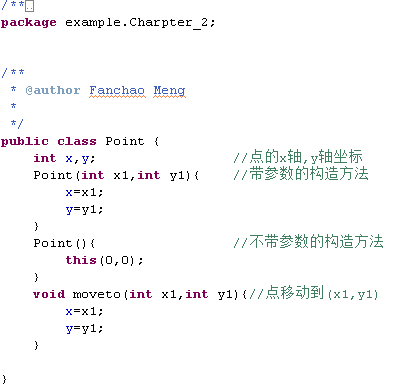 /**
package example.Charpter_2;
/**
 * @author Fanchao Meng
 *
 */
public class Point {
    int x,y;                    //点的x轴,y轴坐标
    Point(int x1,int y1){    //带参数的构造方法
        x=x1;
        y=y1;
    }
    Point(){                    //不带参数的构造方法
        this(0,0);
    }
    void moveto(int x1,int y1){//点移动到(x1,y1)
        x=x1;
        y=y1;
    }
}